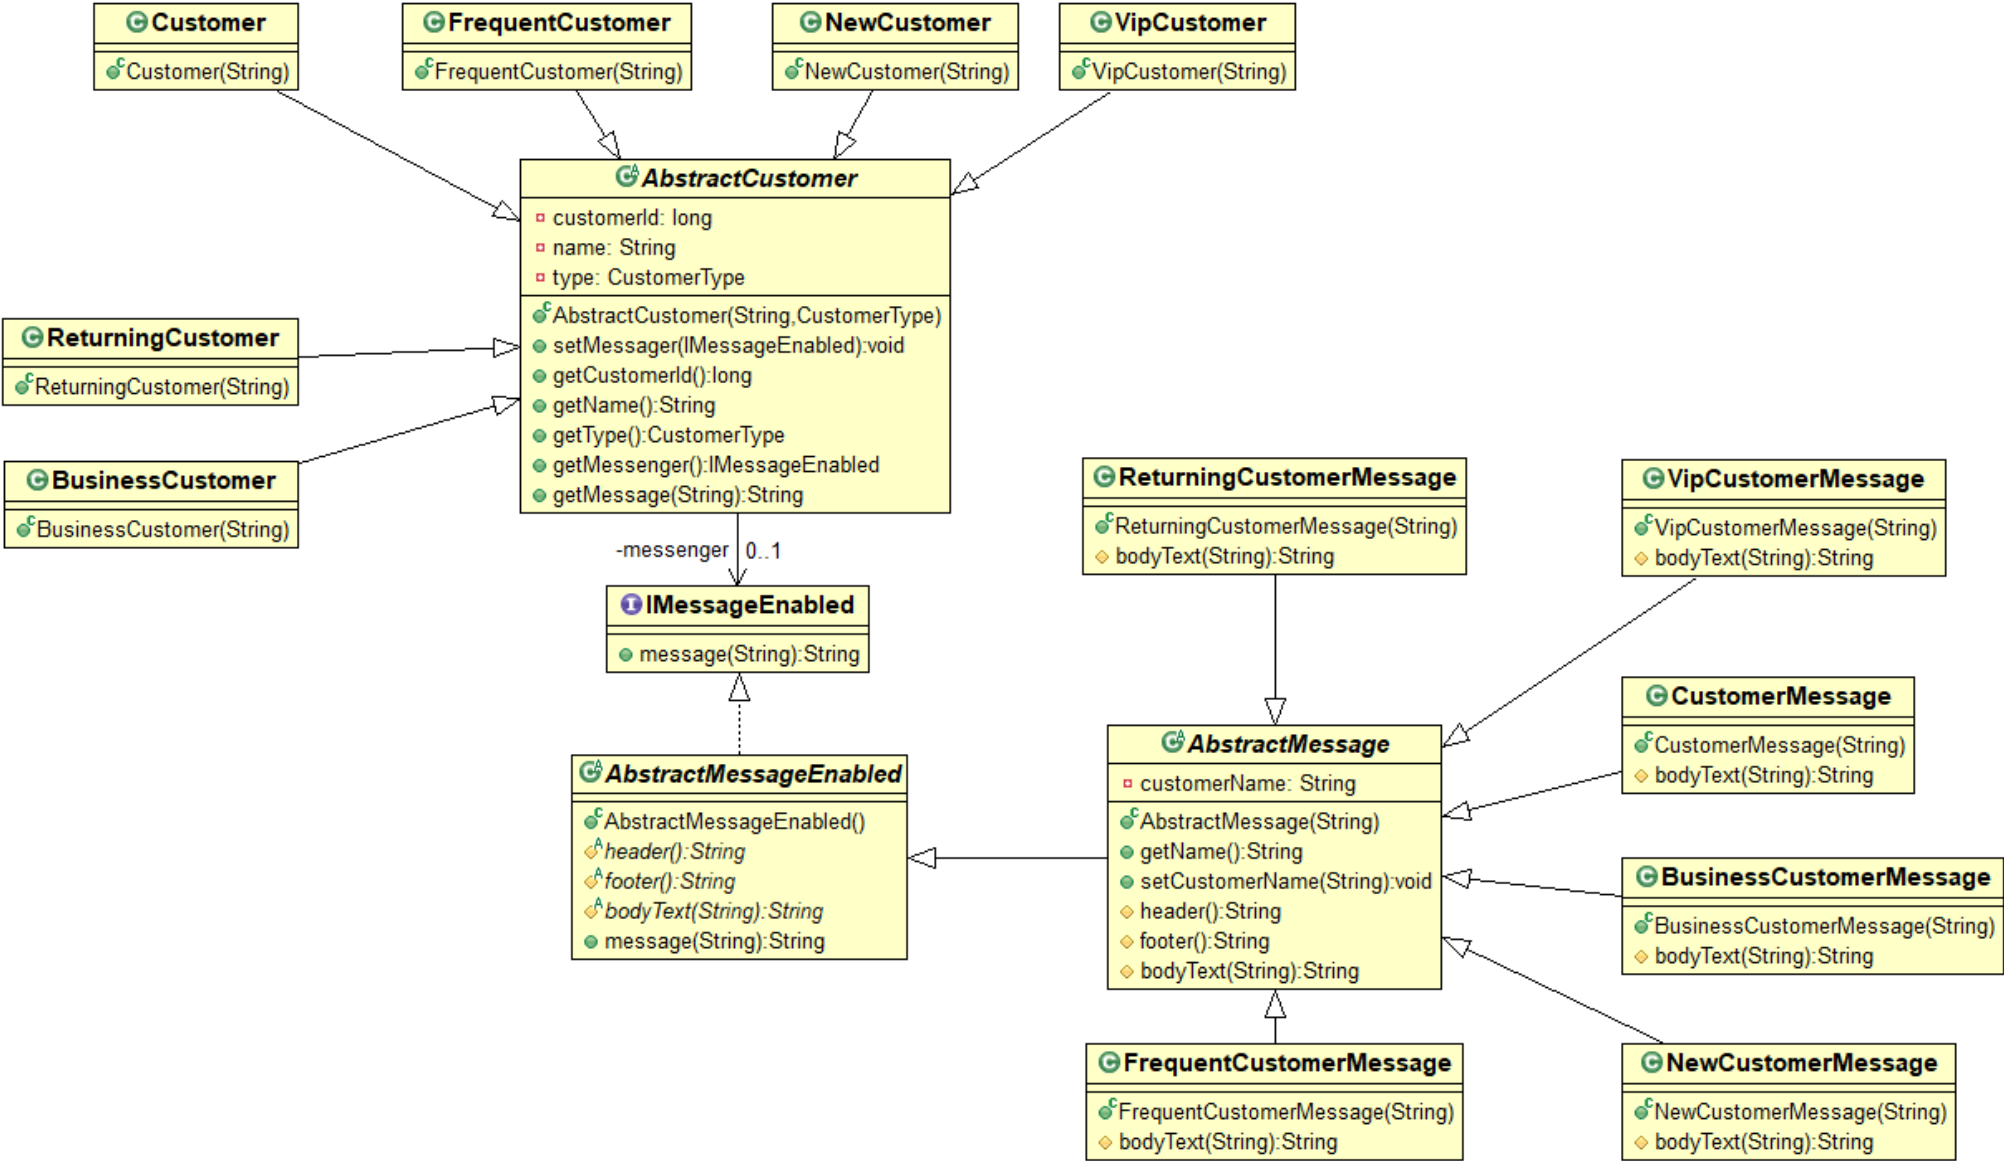 Customer
Customer(String)
FrequentCustomer
FrequentCustomer(String)
NewCustomer
NewCustomer(String)
VipCustomer
VipCustomer(String)
AbstractCustomer
customerId: long
name: String
type: CustomerType
AbstractCustomer(String,CustomerType)
setMessager(IMessageEnabled):void
getCustomerId():long
getName():String
getType():CustomerType
getMessenger():IMessageEnabled
getMessage(String):String
ReturningCustomer
ReturningCustomer(String)
BusinessCustomer
BusinessCustomer(String)
-messenger 0..1
IMessageEnabled
message(String):String
AbstractMessageEnabled
AbstractMessageEnabled()
header():String
footer():String
bodyText(String):String
message(String):String
ReturningCustomerMessage
ReturningCustomerMessage(String)
bodyText(String):String
VipCustomerMessage
VipCustomerMessage(String)
bodyText(String):String
AbstractMessage
customerName: String
AbstractMessage(String)
getName():String
setCustomerName(String):void
header():String
footer():String
bodyText(String):String
CustomerMessage
CustomerMessage(String)
bodyText(String):String
BusinessCustomerMessage
BusinessCustomerMessage(String)
bodyText(String):String
FrequentCustomerMessage
FrequentCustomerMessage(String)
bodyText(String):String
NewCustomerMessage
NewCustomerMessage(String)
bodyText(String):String